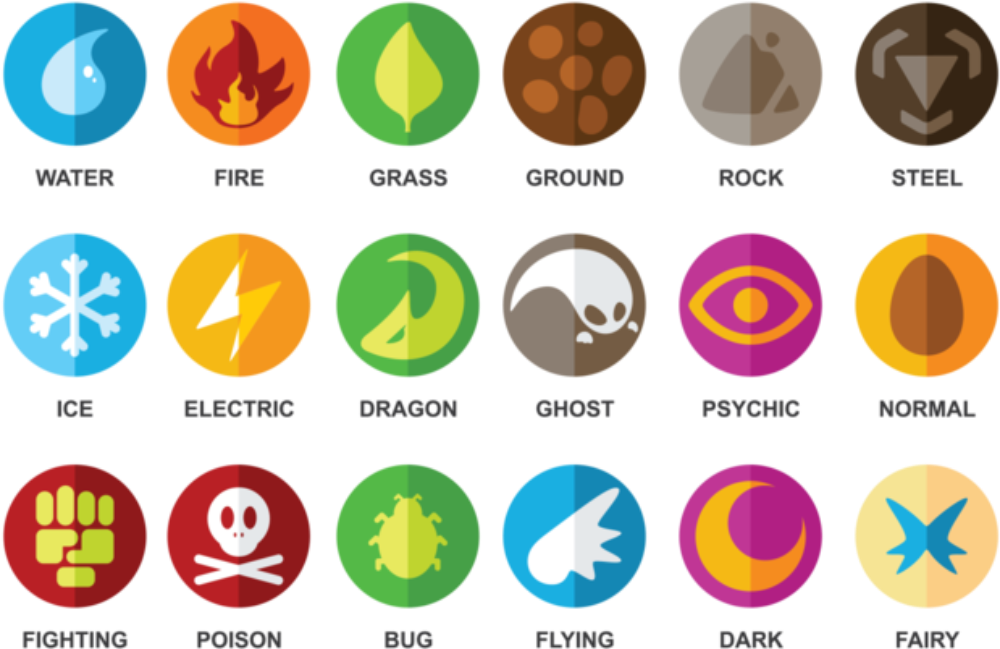 WATER FIRE GRASS GROUND ROCK STEEL
ICE ELECTRIC DRAGON GHOST PSYCHIC NORMAL
FIGHTING POISON BUG FLYING DARK FAIRY